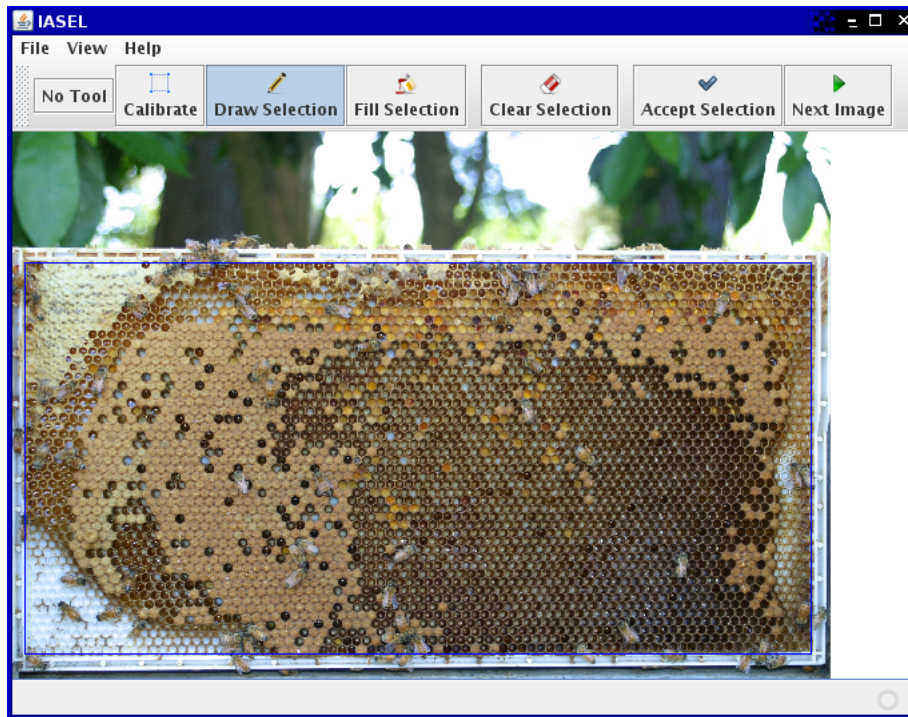 IASEL
File View Help
No Tool Calibrate Draw Selection Fill Selection Clear Selection Accept Selection Next Image